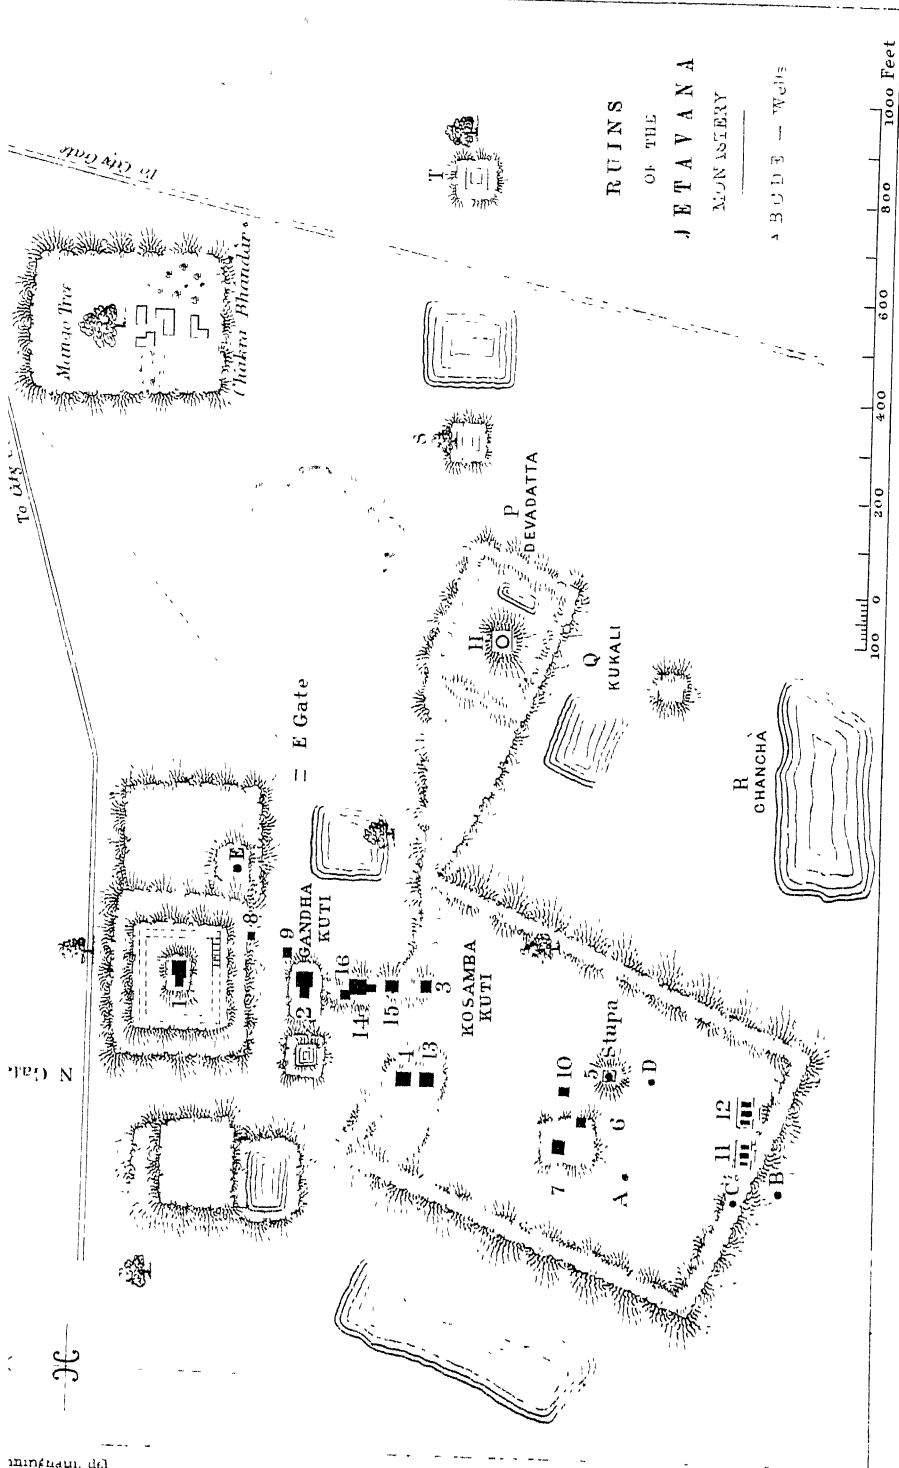 RUINS
OF THE
JETAVANA
MONASTERY
A B C D E — Wells
To City Gate
To City
Mango Tree
Chakra Bhandar
T
S
P
DEVADATTA
H
Q
KUKALI
R
CHANCHA
= E Gate
E
8
9
GANDHA
KUTI
1
2
16
14
15
3
KOSAMBA
KUTI
4
13
N Gate
10
5
Stupa
D
6
7
A
11
12
C
B
100
0
200
400
600
800
1000 Feet